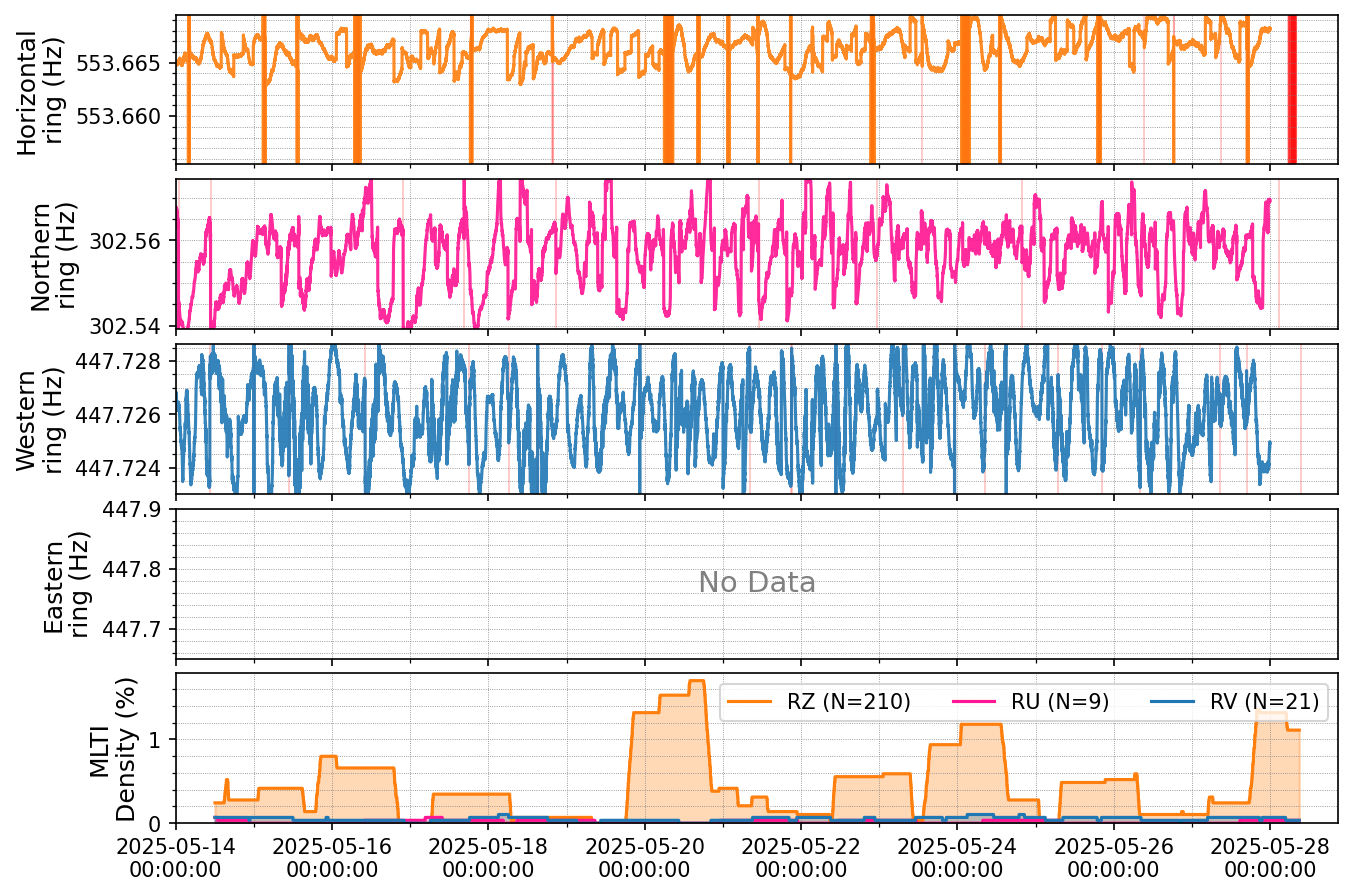 Horizontal
ring (Hz)
553.665
553.660
Northern
ring (Hz)
302.56
302.54
Western
ring (Hz)
447.728
447.726
447.724
Eastern
ring (Hz)
447.9
447.8
447.7
No Data
MLTI
Density (%)
1
0
RZ (N=210) RU (N=9) RV (N=21)
2025-05-14 2025-05-16 2025-05-18 2025-05-20 2025-05-22 2025-05-24 2025-05-26 2025-05-28
00:00:00 00:00:00 00:00:00 00:00:00 00:00:00 00:00:00 00:00:00 00:00:00